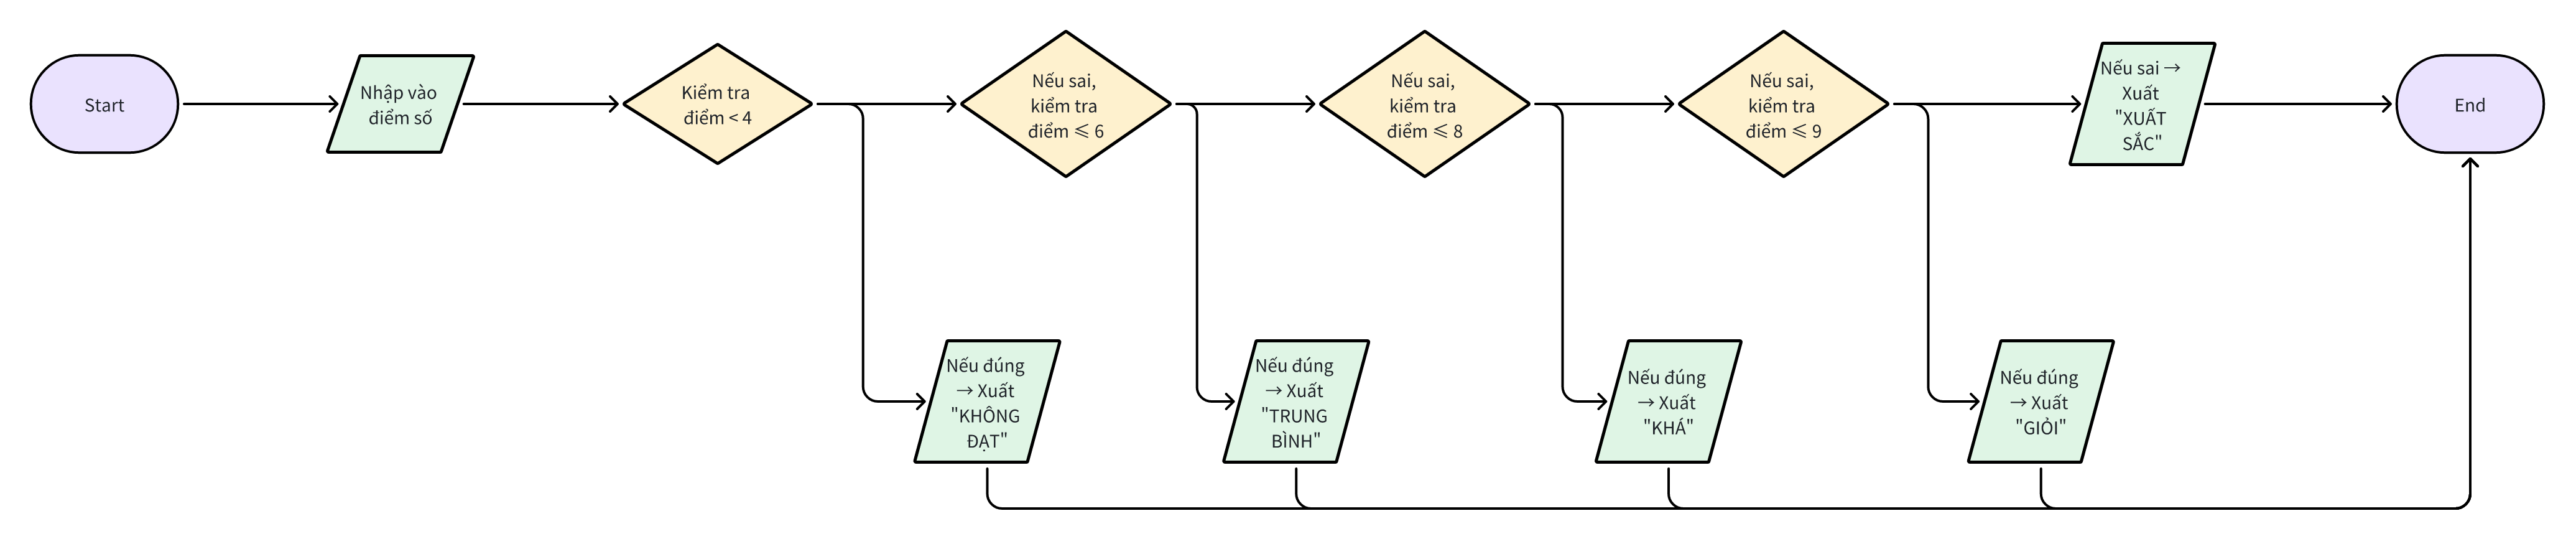 Start
Nhập vào
điểm số
Kiểm tra
điểm < 4
Nếu sai,
kiểm tra
điểm ≤ 6
Nếu sai,
kiểm tra
điểm ≤ 8
Nếu sai,
kiểm tra
điểm ≤ 9
Nếu sai →
Xuất
"XUẤT
SẮC"
End
Nếu đúng
→ Xuất
"KHÔNG
ĐẠT"
Nếu đúng
→ Xuất
"TRUNG
BÌNH"
Nếu đúng
→ Xuất
"KHÁ"
Nếu đúng
→ Xuất
"GIỎI"